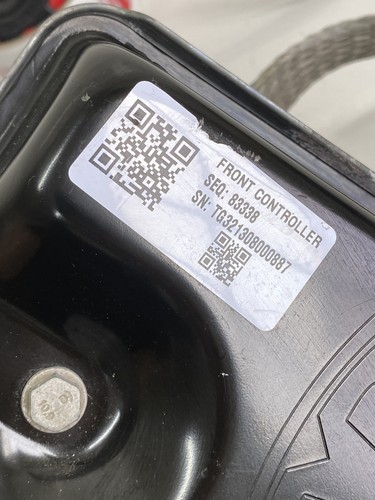 FRONT CONTROLLER
SEQ: 83338
SN: TG321308000887